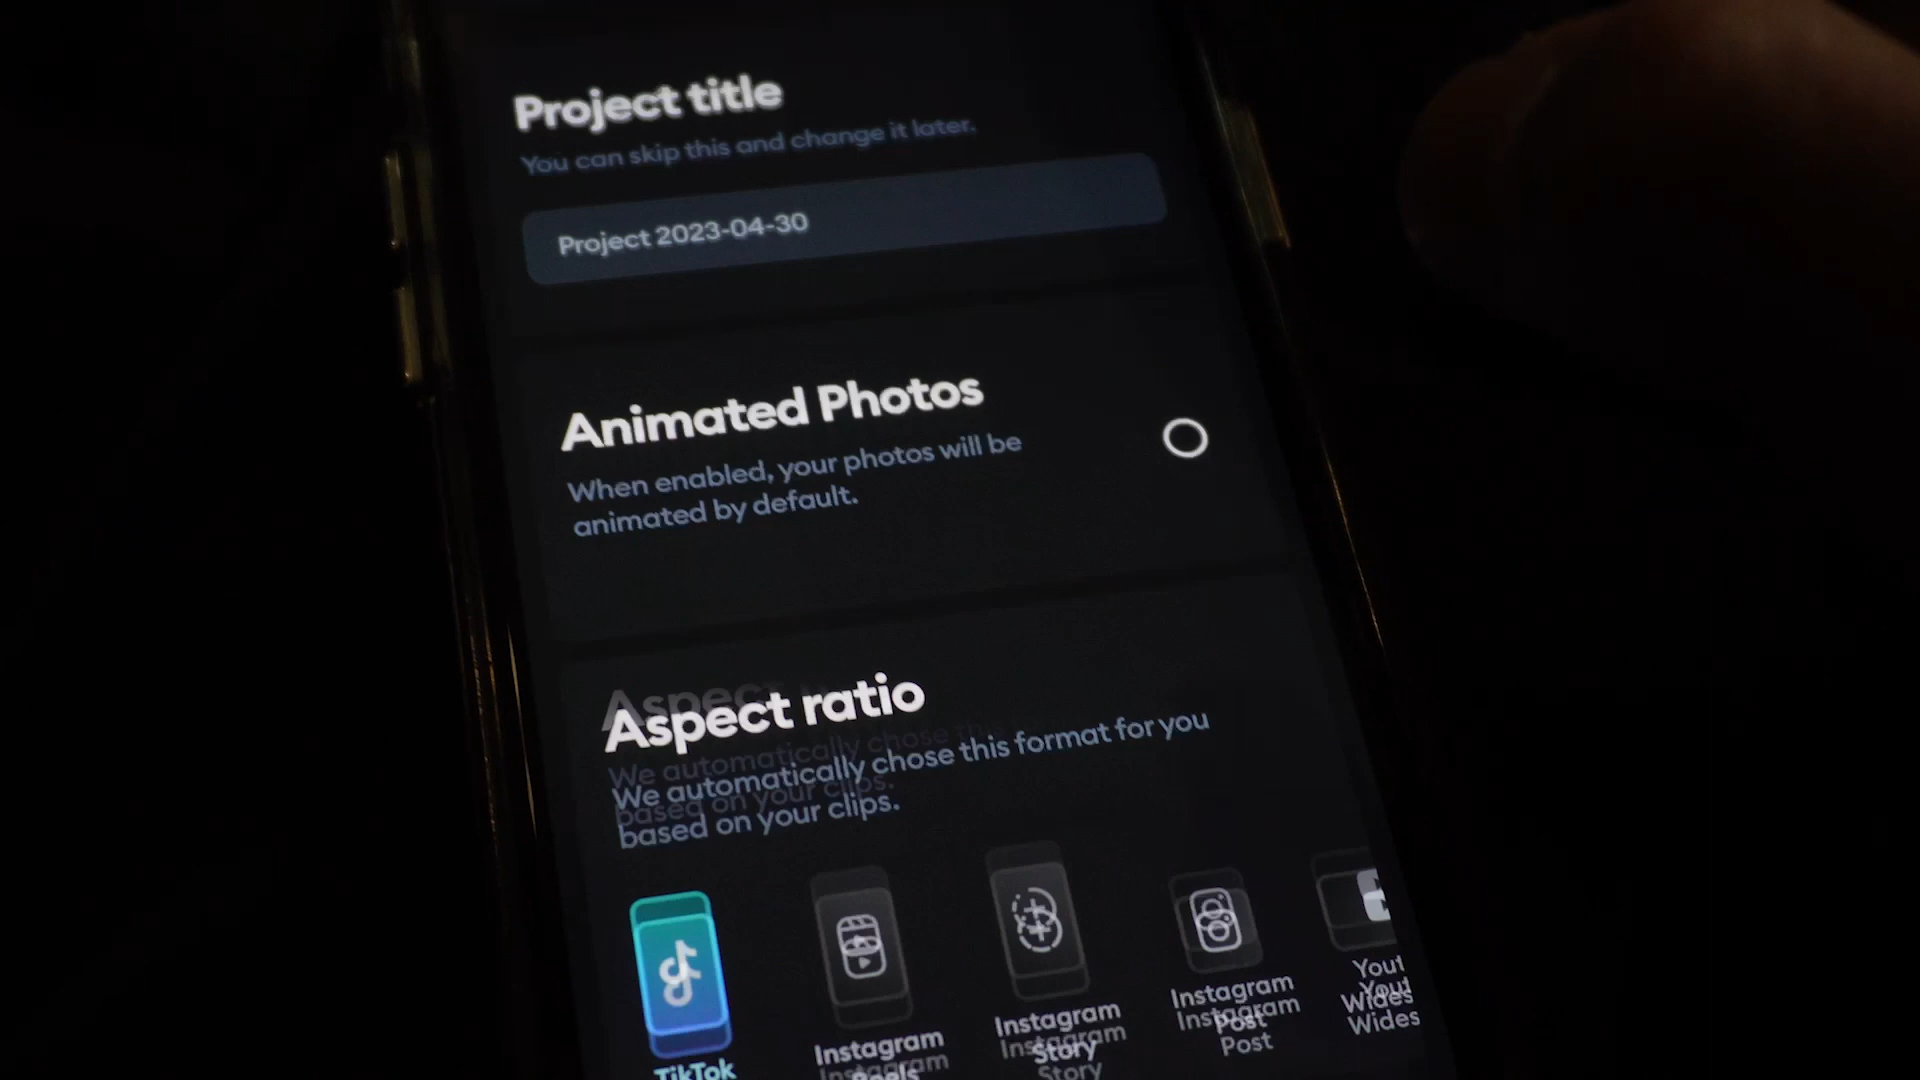 Project title
You can skip this and change it later.
Project 2023-04-30
Animated Photos
When enabled, your photos will be
animated by default.
Aspect ratio
We automatically chose this format for you
based on your clips.
TikTok
Instagram
Reels
Instagram
Story
Instagram
Post